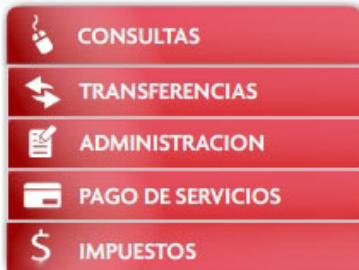 CONSULTAS
TRANSFERENCIAS
ADMINISTRACION
PAGO DE SERVICIOS
$ IMPUESTOS